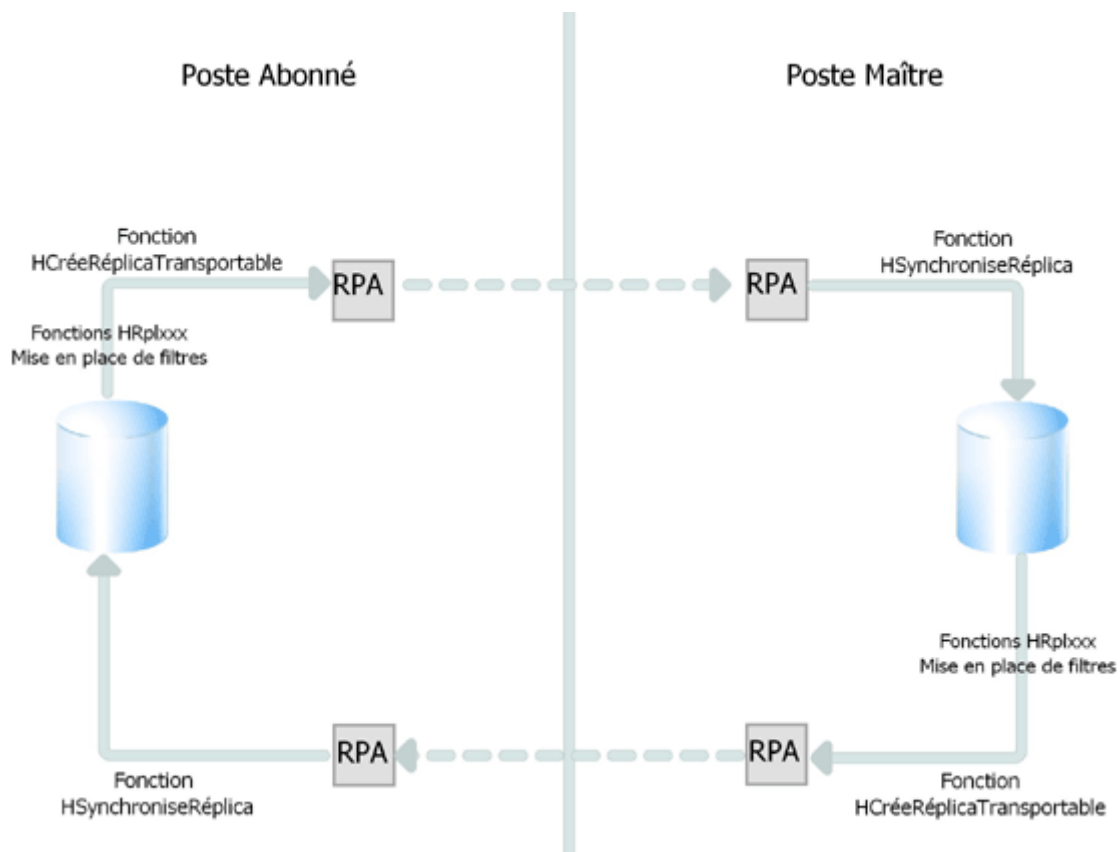 Poste Abonné
Poste Maître
Fonction
HCréeRéplicaTransportable
RPA
RPA
Fonction
HSynchroniseRéplica
Fonctions HRplxxx
Mise en place de filtres
Fonctions HRplxxx
Mise en place de filtres
RPA
RPA
Fonction
HSynchroniseRéplica
Fonction
HCréeRéplicaTransportable